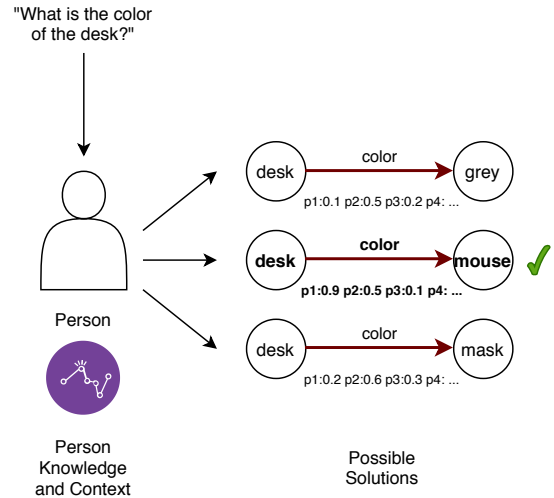 "What is the color
of the desk?"
desk
color
grey
p1:0.1 p2:0.5 p3:0.2 p4: ...
desk
color
mouse
p1:0.9 p2:0.5 p3:0.1 p4: ...
desk
color
mask
p1:0.2 p2:0.6 p3:0.3 p4: ...
Person
Person
Knowledge
and Context
Possible
Solutions